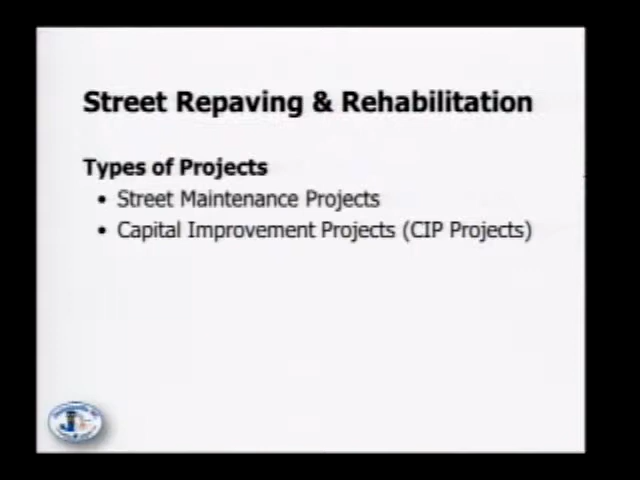 Street Repaving & Rehabilitation
Types of Projects
• Street Maintenance Projects
• Capital Improvement Projects (CIP Projects)